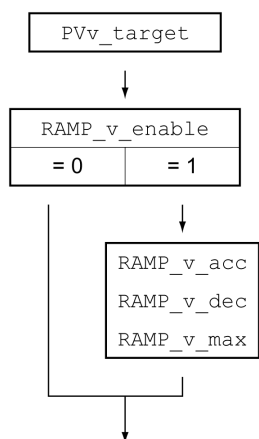 PVv_target
RAMP_v_enable
= 0 = 1
RAMP_v_acc
RAMP_v_dec
RAMP_v_max